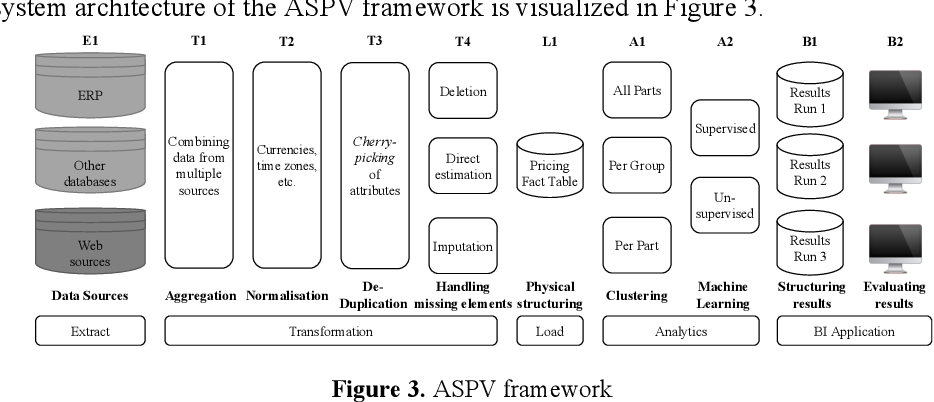 system architecture of the ASPV framework is visualized in Figure 3.
E1 T1 T2 T3 T4 L1 A1 A2 B1 B2
ERP
Other
databases
Web
sources
Combining
data from
multiple
sources
Currencies,
time zones,
etc.
Cherry-
picking
of
attributes
Deletion
Direct
estimation
Imputation
Pricing
Fact Table
All Parts
Per Group
Per Part
Supervised
Un-
supervised
Results
Run 1
Results
Run 2
Results
Run 3
Data Sources
Aggregation
Normalisation
De-
Duplication
Handling
missing elements
Physical
structuring
Clustering
Machine
Learning
Structuring
results
Evaluating
results
Extract
Transformation
Load
Analytics
BI Application
Figure 3. ASPV framework